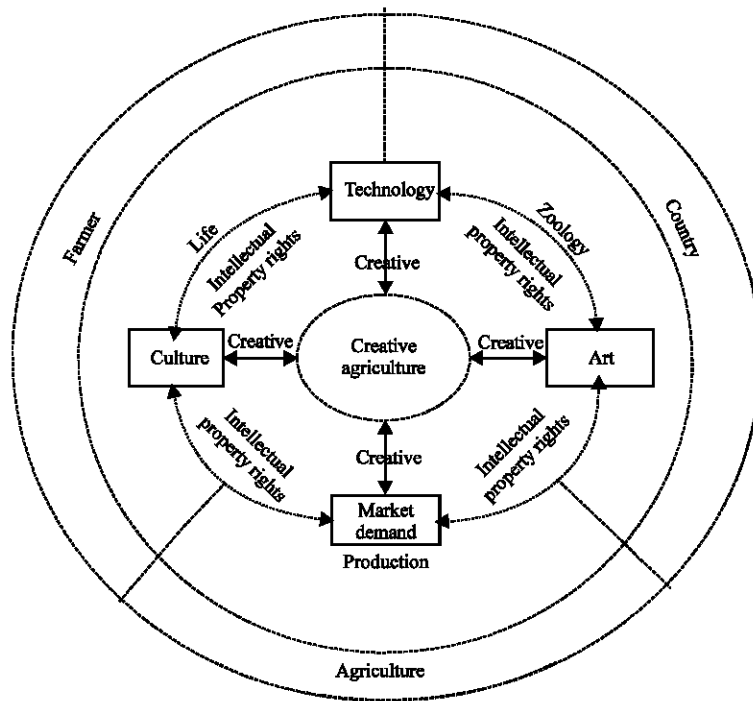 Technology
Life
Zoology
Farmer
Country
Intellectual
Property rights
Intellectual
property rights
Creative
Culture
Creative
Creative
agriculture
Creative
Art
Intellectual
property rights
Creative
Intellectual
property rights
Market
demand
Production
Agriculture